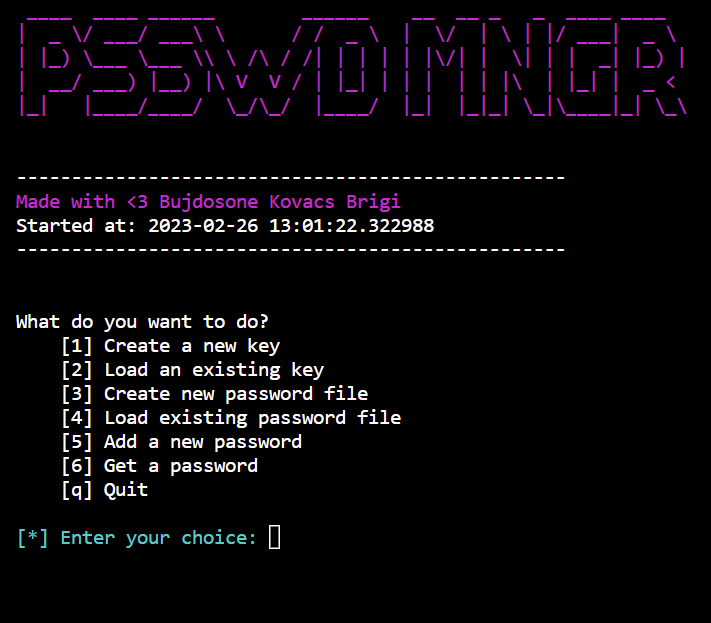 PSSWD MNGR
--------------------------------------------------
Made with <3 Bujdosone Kovacs Brigi
Started at: 2023-02-26 13:01:22.322988
--------------------------------------------------
What do you want to do?
[1] Create a new key
[2] Load an existing key
[3] Create new password file
[4] Load existing password file
[5] Add a new password
[6] Get a password
[q] Quit
[*] Enter your choice: